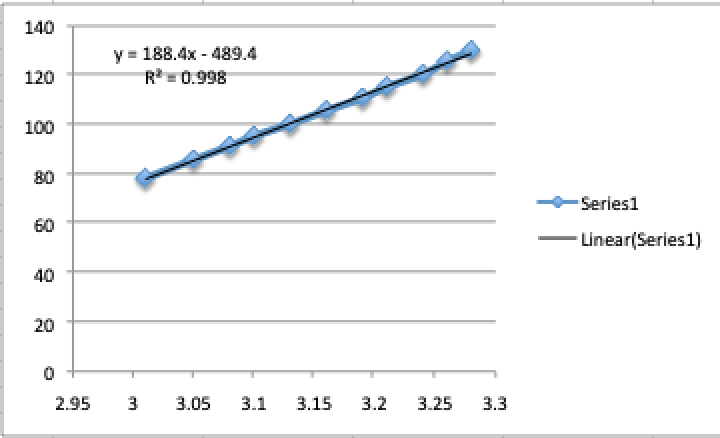 140
120
100
80
60
40
20
0
y = 188.4x - 489.4
R² = 0.998
2.95 3 3.05 3.1 3.15 3.2 3.25 3.3
Series1
Linear(Series1)